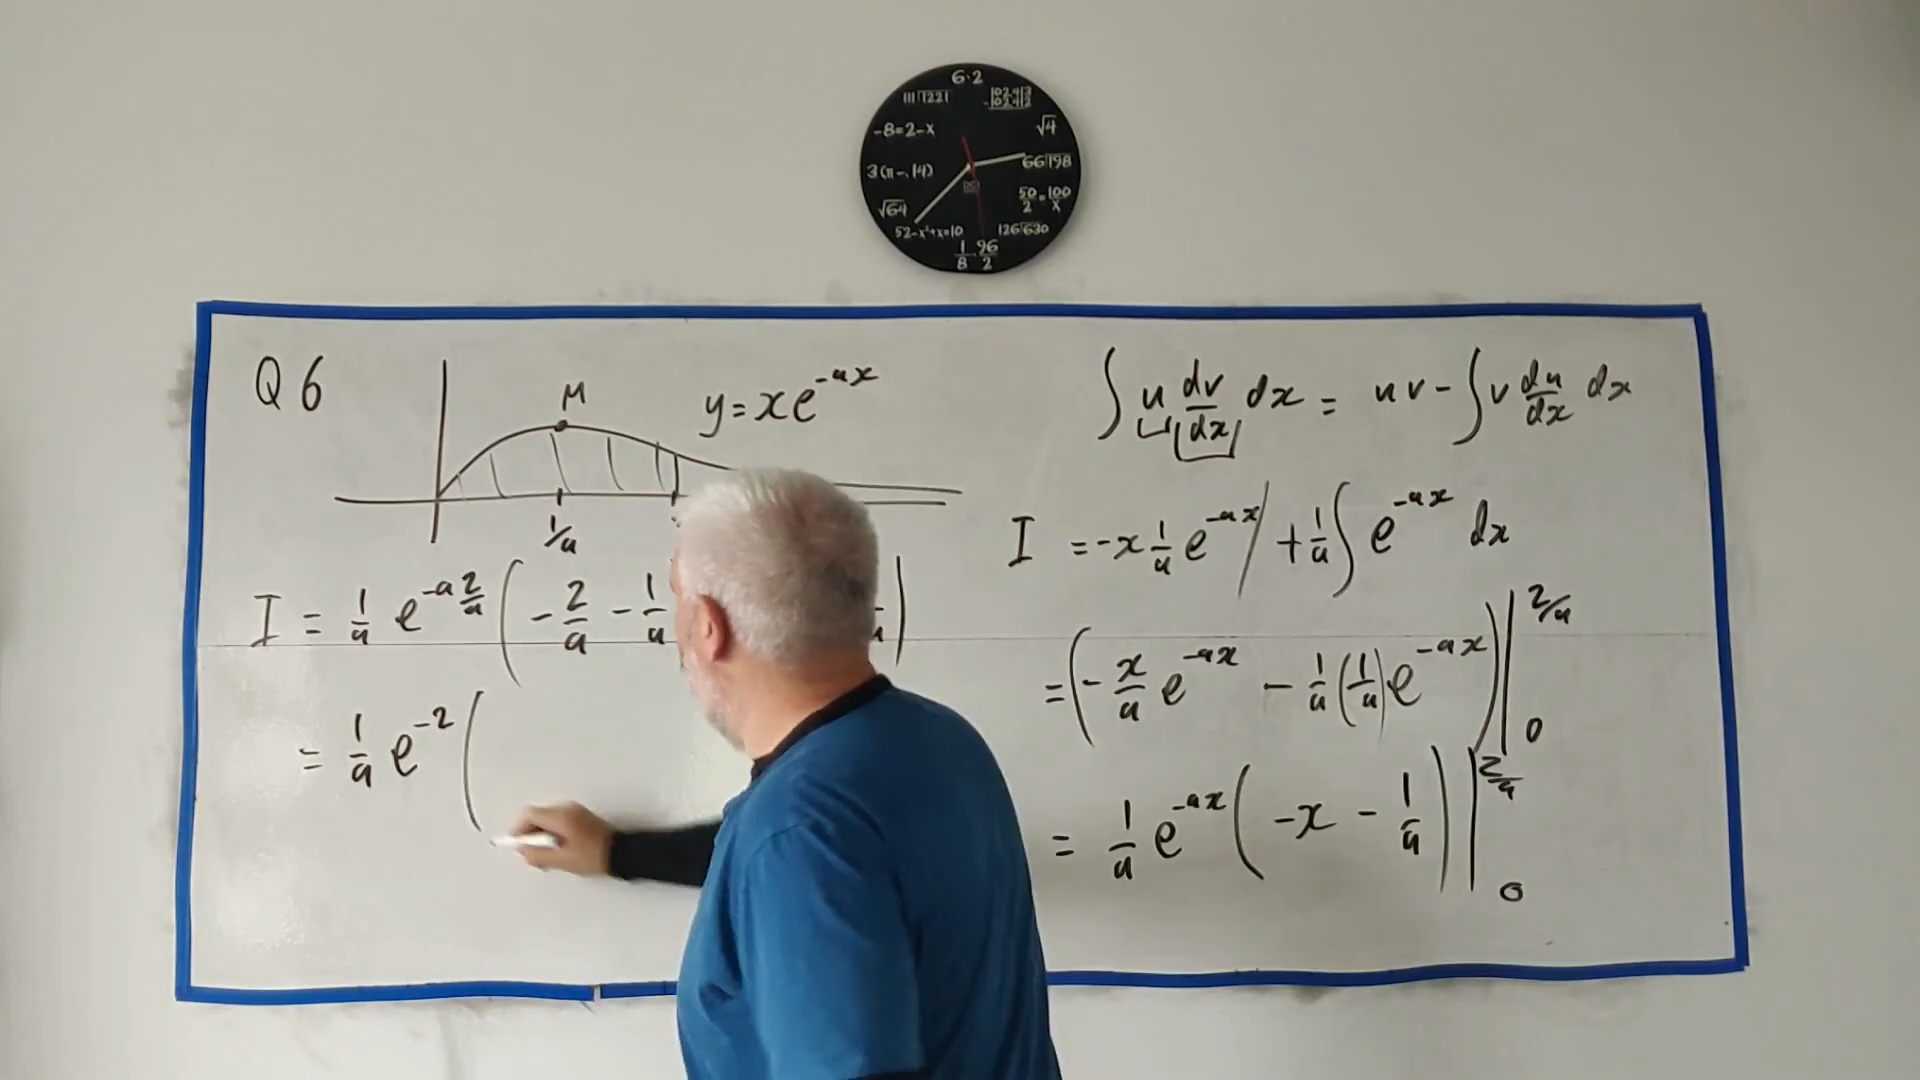 6·2
111)1221
102.413
-102.412
-8=2-x
√4
3(π-.14)
66)198
√64
50/2=100/x
52-x²+x=10
126)630
1/8·96/2
Q6
M
y=xe^{-ax}
1/a
I = 1/a e^{-a 2/a} ( -2/a - 1/a
= 1/a e^{-2} (
∫ u dv/dx dx = uv - ∫ v du/dx dx
I = -x 1/a e^{-ax} | + 1/a ∫ e^{-ax} dx
= ( - x/a e^{-ax} - 1/a (1/a) e^{-ax} ) | 2/a 0
= 1/a e^{-ax} ( -x - 1/a ) | 2/a 0